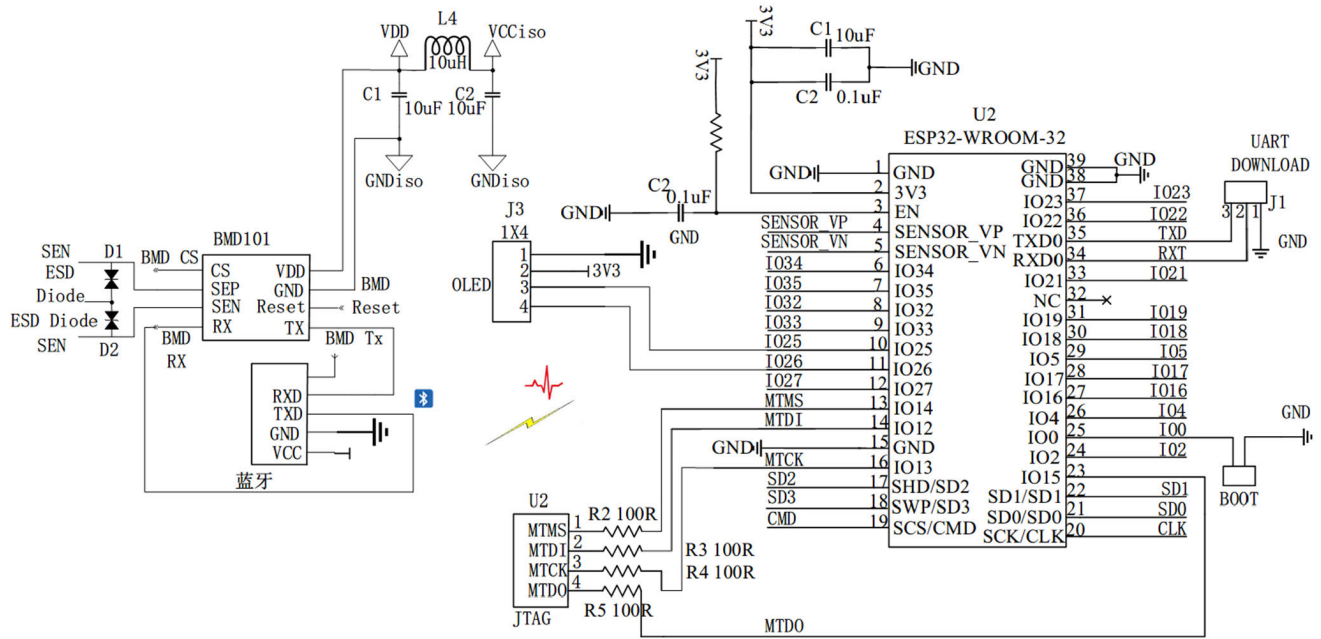 VDD
L4
10uH
VCCiso
C1
10uF
C2
10uF
GNDiso
GNDiso
3V3
3V3
C1
10uF
C2
0.1uF
GND
C2
0.1uF
GND
GND
SEN
ESD
Diode
ESD Diode
SEN
D1
D2
BMD CS
BMD
RX
BMD101
CS
SEP
SEN
RX
VDD
GND
Reset
TX
BMD
Reset
BMD Tx
RXD
TXD
GND
VCC
蓝牙
J3
1X4
OLED
1
2
3
4
3V3
U2
ESP32-WROOM-32
GND
SENSOR_VP
SENSOR_VN
IO34
IO35
IO32
IO33
IO25
IO26
IO27
MTMS
MTDI
GND
MTCK
SD2
SD3
CMD
1 GND
2 3V3
3 EN
4 SENSOR_VP
5 SENSOR_VN
6 IO34
7 IO35
8 IO32
9 IO33
10 IO25
11 IO26
12 IO27
13 IO14
14 IO12
15 GND
16 IO13
17 SHD/SD2
18 SWP/SD3
19 SCS/CMD
GND 39
GND 38
IO23 37
IO22 36
TXD0 35
RXD0 34
IO21 33
NC 32
IO19 31
IO18 30
IO5 29
IO17 28
IO16 27
IO4 26
IO0 25
IO2 24
IO15 23
SD1/SD1 22
SD0/SD0 21
SCK/CLK 20
GND
IO23
IO22
TXD
RXT
IO21
IO19
IO18
IO5
IO17
IO16
IO4
IO0
IO2
SD1
SD0
CLK
UART
DOWNLOAD
3 2 1
J1
GND
GND
BOOT
U2
MTMS 1
MTDI 2
MTCK 3
MTDO 4
JTAG
R2 100R
R3 100R
R4 100R
R5 100R
MTDO